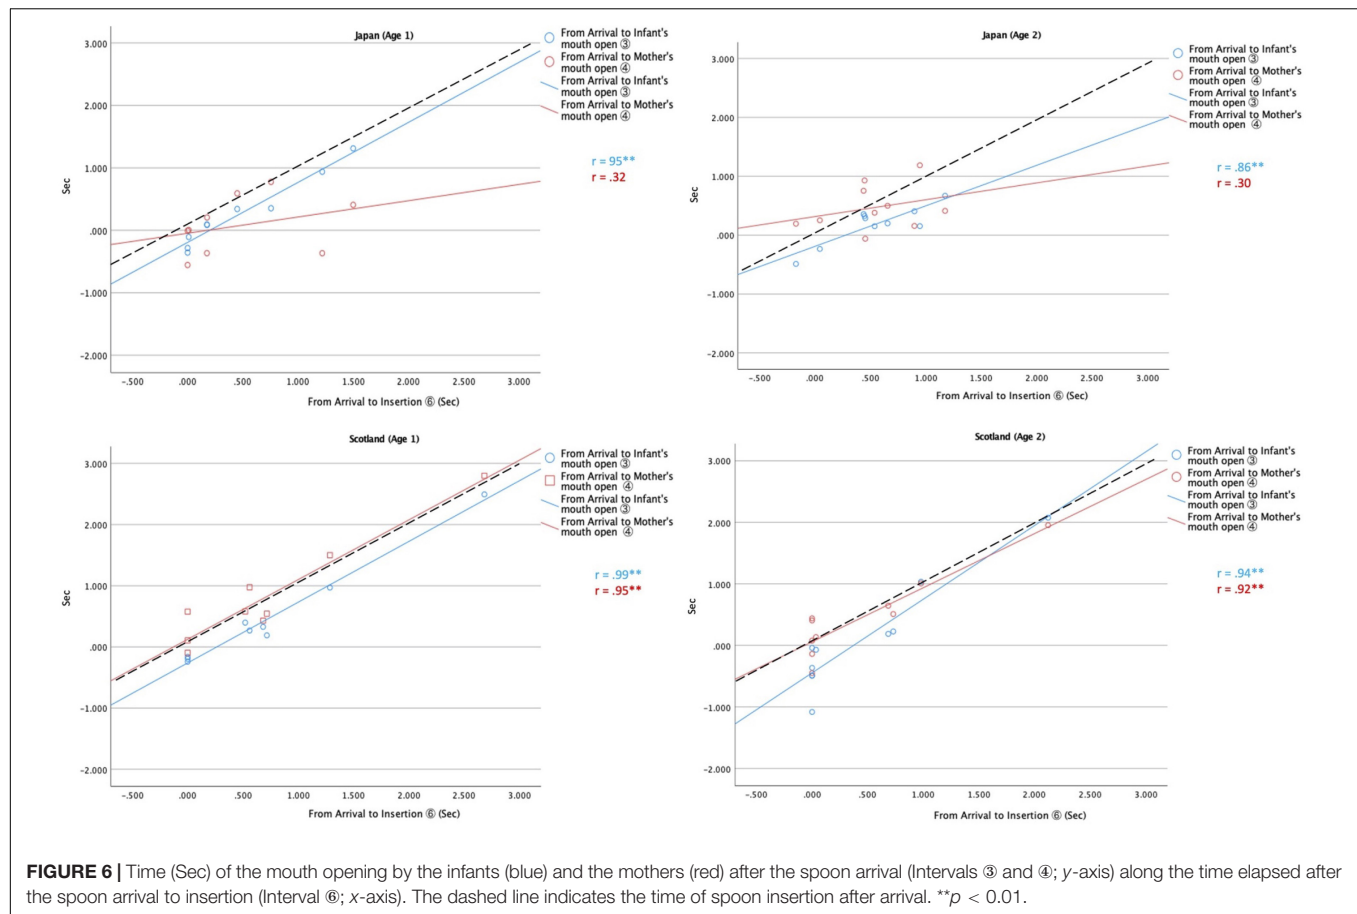 Japan (Age 1)
From Arrival to Infant's
mouth open ③
From Arrival to Mother's
mouth open ④
From Arrival to Infant's
mouth open ③
From Arrival to Mother's
mouth open ④
3.000
2.000
1.000
.000
-1.000
-2.000
Sec
r = 95**
r = .32
-.500 .000 .500 1.000 1.500 2.000 2.500 3.000
From Arrival to Insertion ⑥ (Sec)
Japan (Age 2)
From Arrival to Infant's
mouth open ③
From Arrival to Mother's
mouth open ④
From Arrival to Infant's
mouth open ③
From Arrival to Mother's
mouth open ④
3.000
2.000
1.000
.000
-1.000
-2.000
Sec
r = .86**
r = .30
-.500 .000 .500 1.000 1.500 2.000 2.500 3.000
From Arrival to Insertion ⑥ (Sec)
Scotland (Age 1)
From Arrival to Infant's
mouth open ③
From Arrival to Mother's
mouth open ④
From Arrival to Infant's
mouth open ③
From Arrival to Mother's
mouth open ④
3.000
2.000
1.000
.000
-1.000
-2.000
Sec
r = .99**
r = .95**
-.500 .000 .500 1.000 1.500 2.000 2.500 3.000
From Arrival to Insertion ⑥ (Sec)
Scotland (Age 2)
From Arrival to Infant's
mouth open ③
From Arrival to Mother's
mouth open ④
From Arrival to Infant's
mouth open ③
From Arrival to Mother's
mouth open ④
3.000
2.000
1.000
.000
-1.000
-2.000
Sec
r = .94**
r = .92**
-.500 .000 .500 1.000 1.500 2.000 2.500 3.000
From Arrival to Insertion ⑥ (Sec)
FIGURE 6 | Time (Sec) of the mouth opening by the infants (blue) and the mothers (red) after the spoon arrival (Intervals ③ and ④; y-axis) along the time elapsed after
the spoon arrival to insertion (Interval ⑥; x-axis). The dashed line indicates the time of spoon insertion after arrival. **p < 0.01.